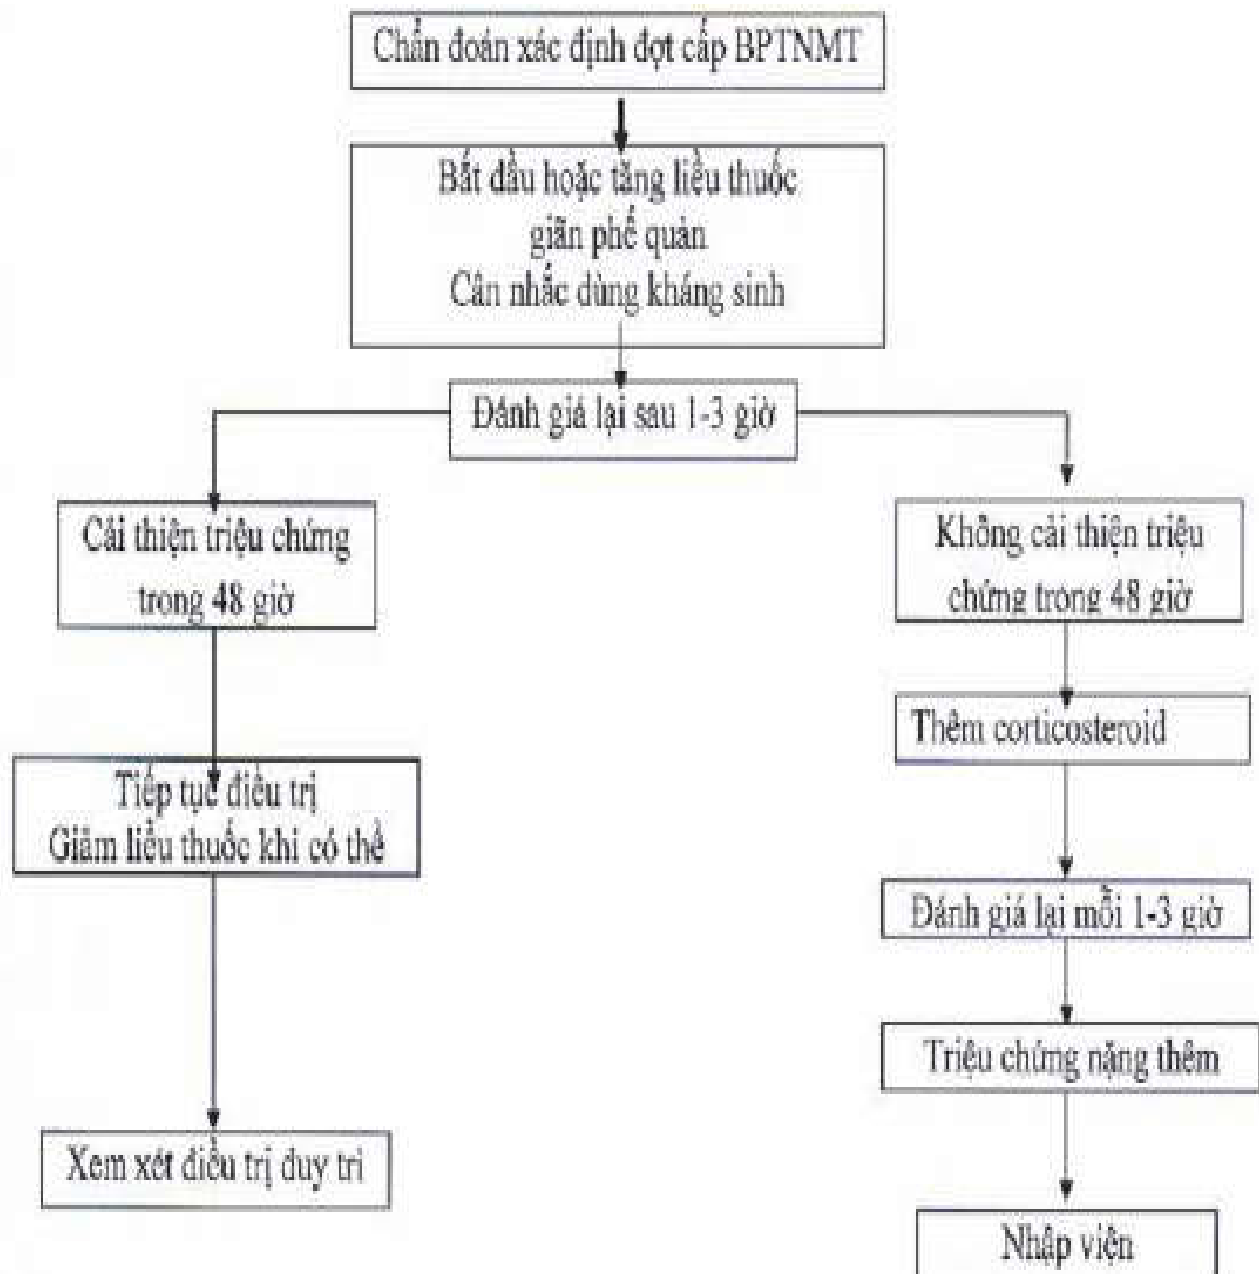 Chẩn đoán xác định đợt cấp BPTNMT
Bắt đầu hoặc tăng liều thuốc
giãn phế quản
Cân nhắc dùng kháng sinh
Đánh giá lại sau 1-3 giờ
Cải thiện triệu chứng
trong 48 giờ
Không cải thiện triệu
chứng trong 48 giờ
Thêm corticosteroid
Tiếp tục điều trị
Giảm liều thuốc khi có thể
Đánh giá lại mỗi 1-3 giờ
Triệu chứng nặng thêm
Xem xét điều trị duy trì
Nhập viện